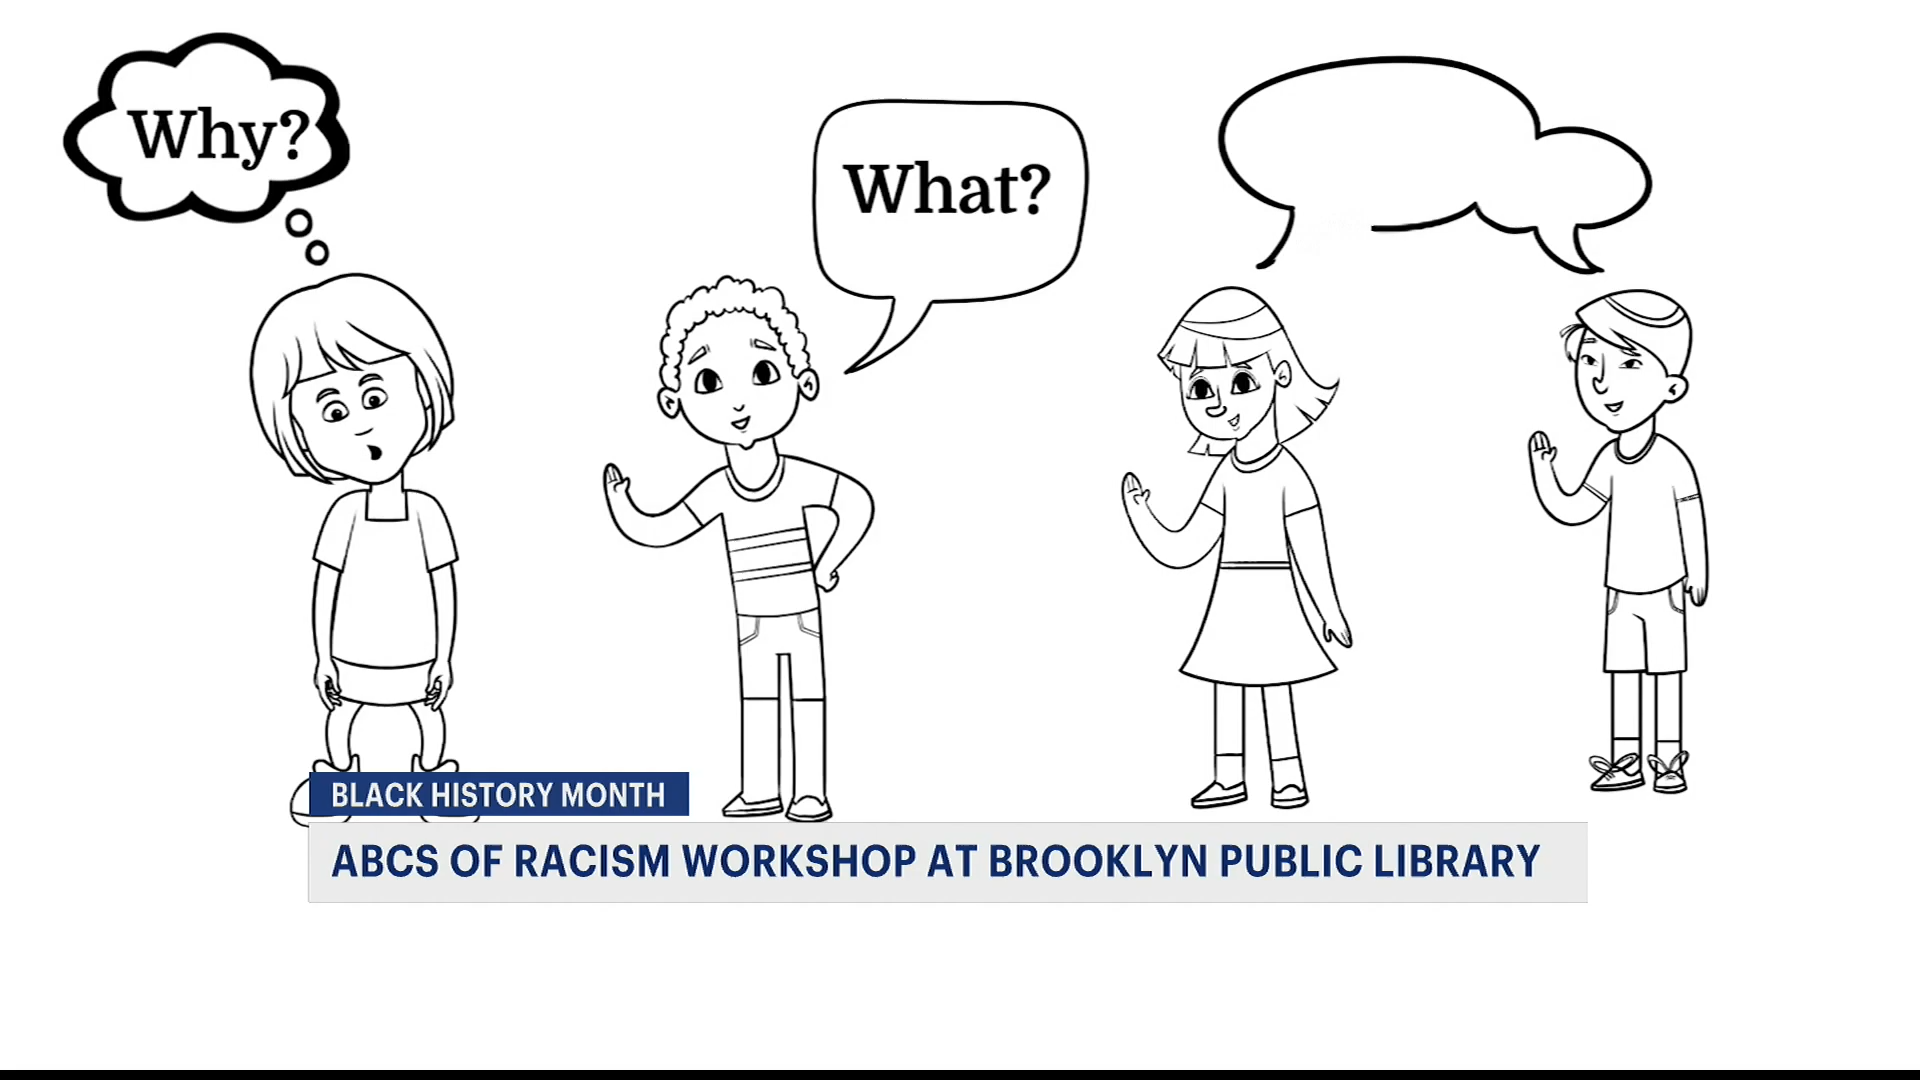 Why?
What?
BLACK HISTORY MONTH
ABCS OF RACISM WORKSHOP AT BROOKLYN PUBLIC LIBRARY